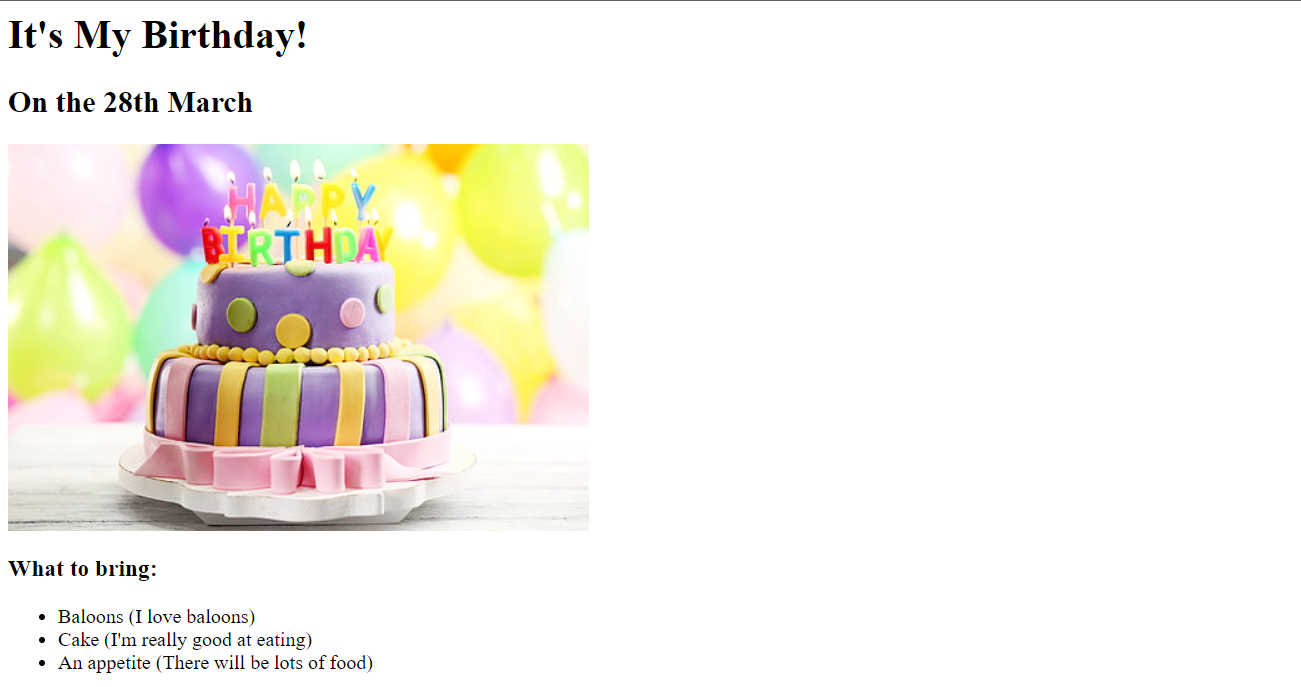 It's My Birthday!
On the 28th March
HAPPY
BIRTHDAY
What to bring:
Baloons (I love baloons)
Cake (I'm really good at eating)
An appetite (There will be lots of food)